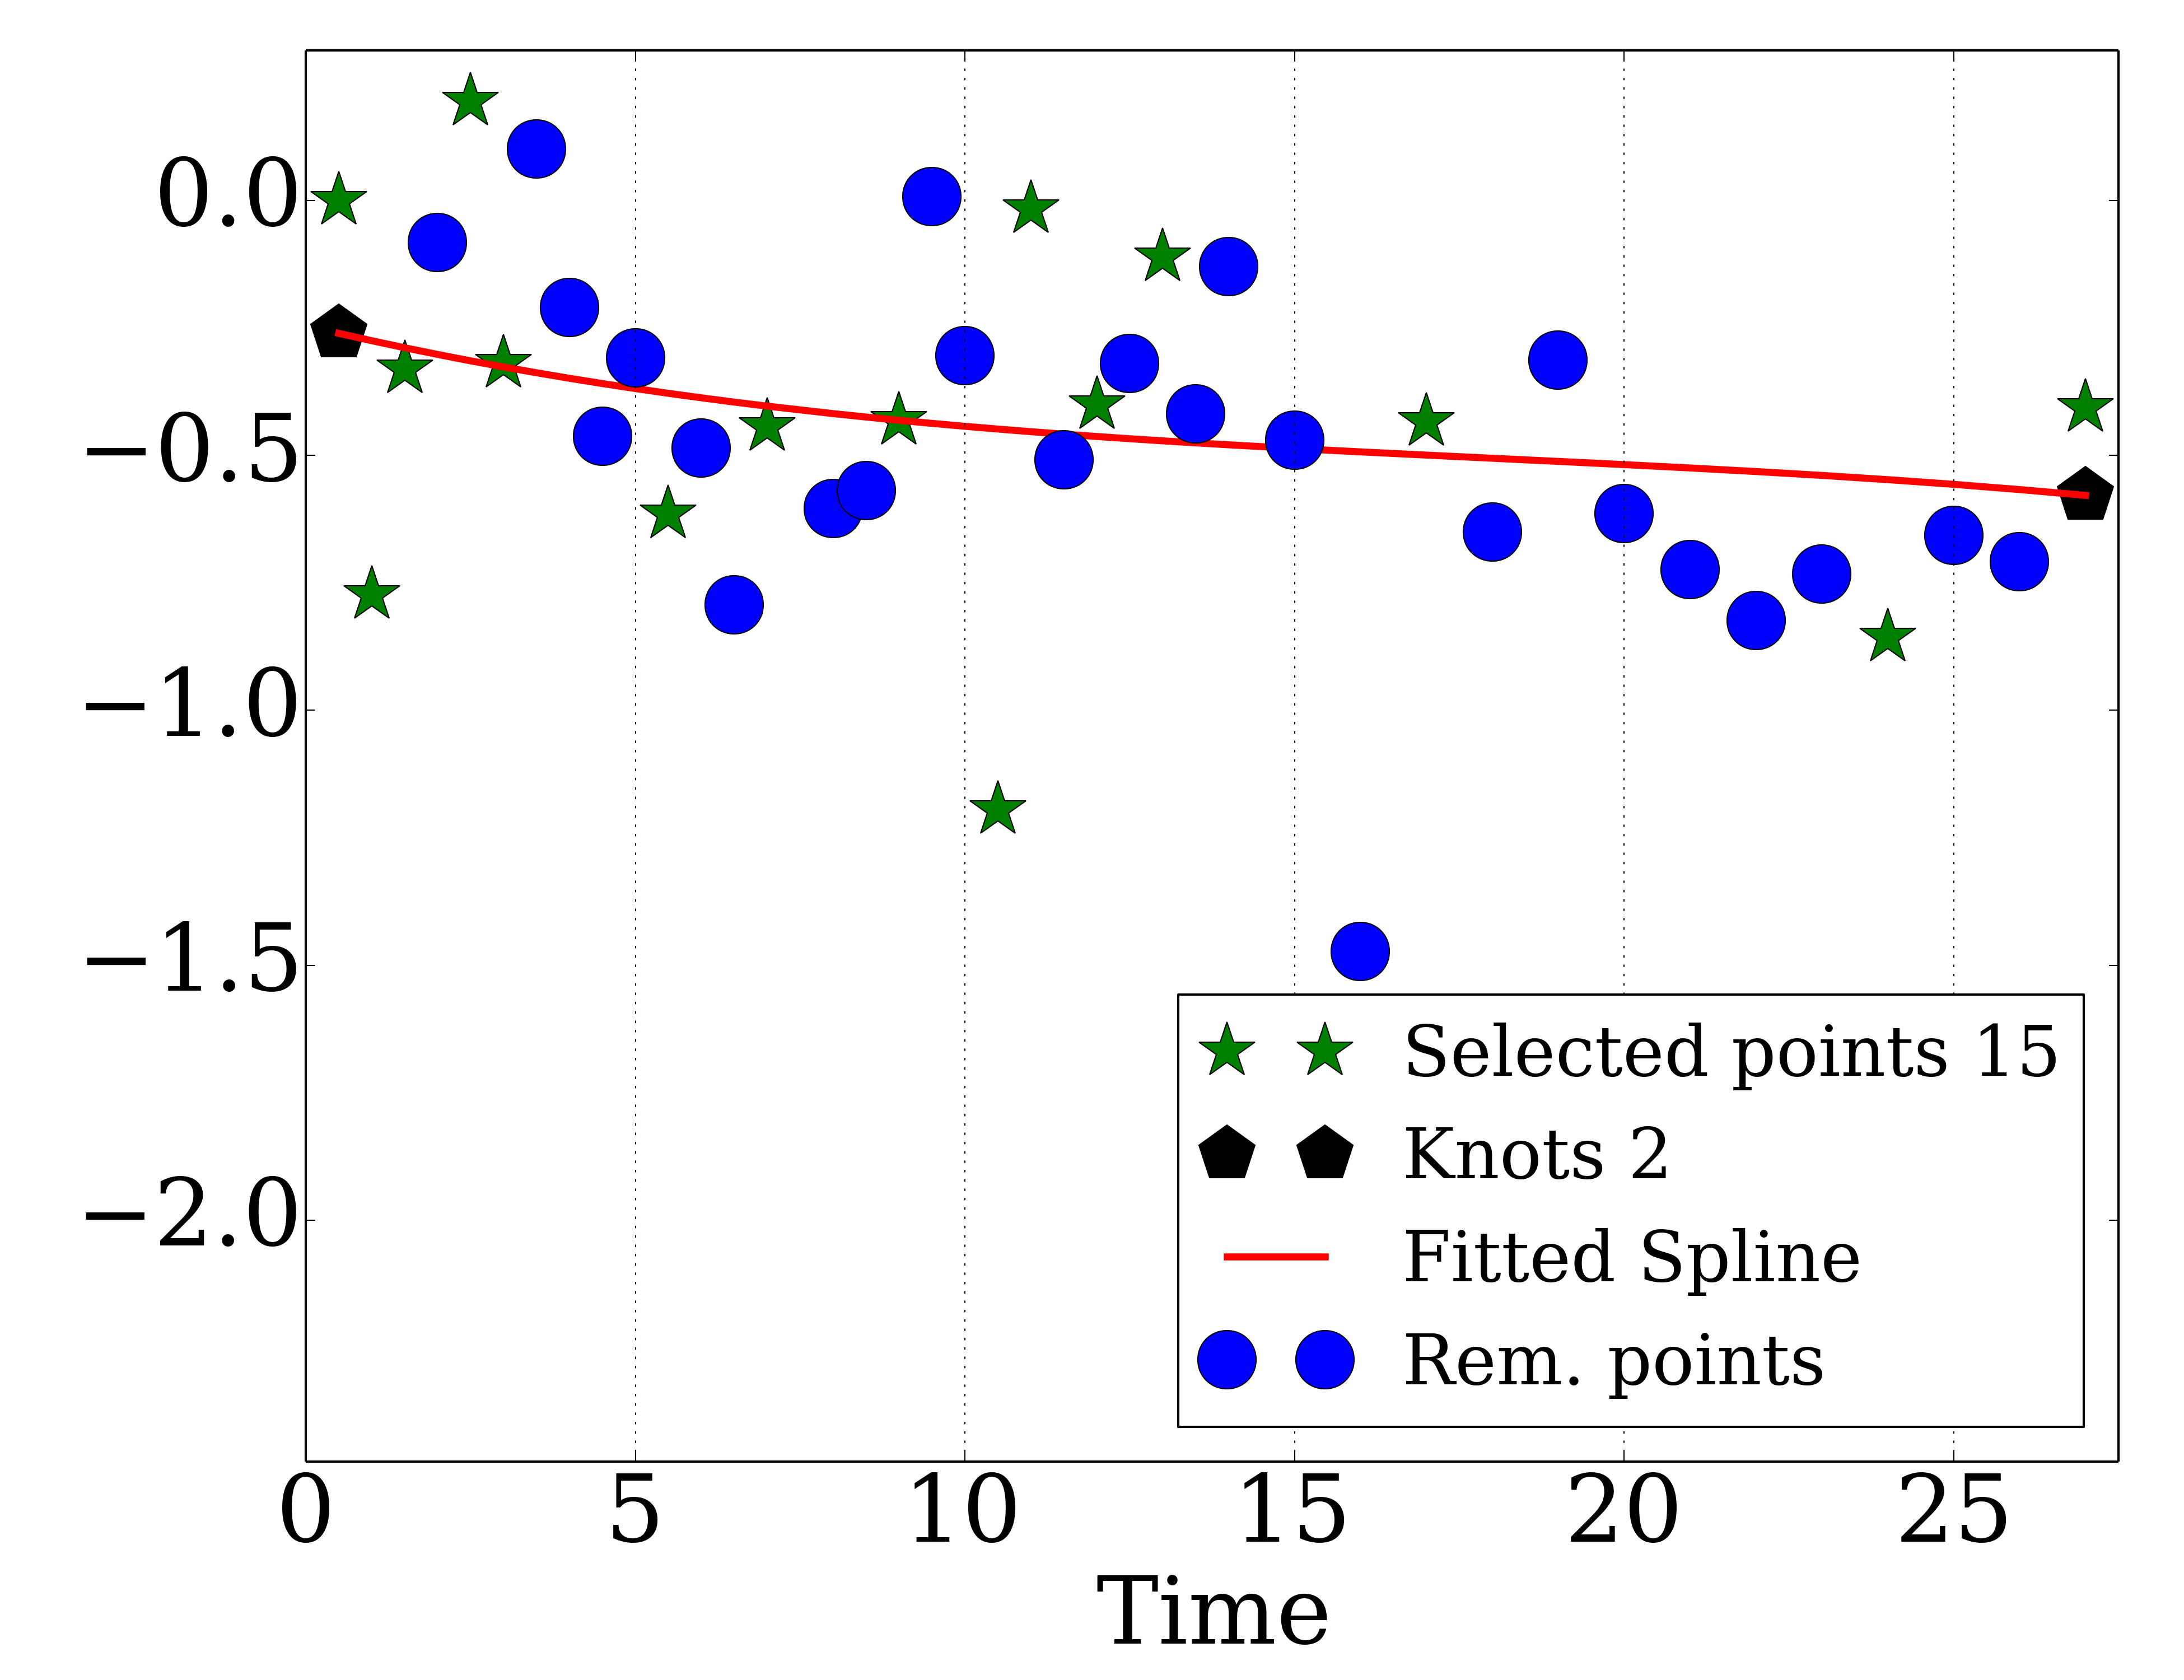 0.0
−0.5
−1.0
−1.5
−2.0
Selected points 15
Knots 2
Fitted Spline
Rem. points
0 5 10 15 20 25
Time